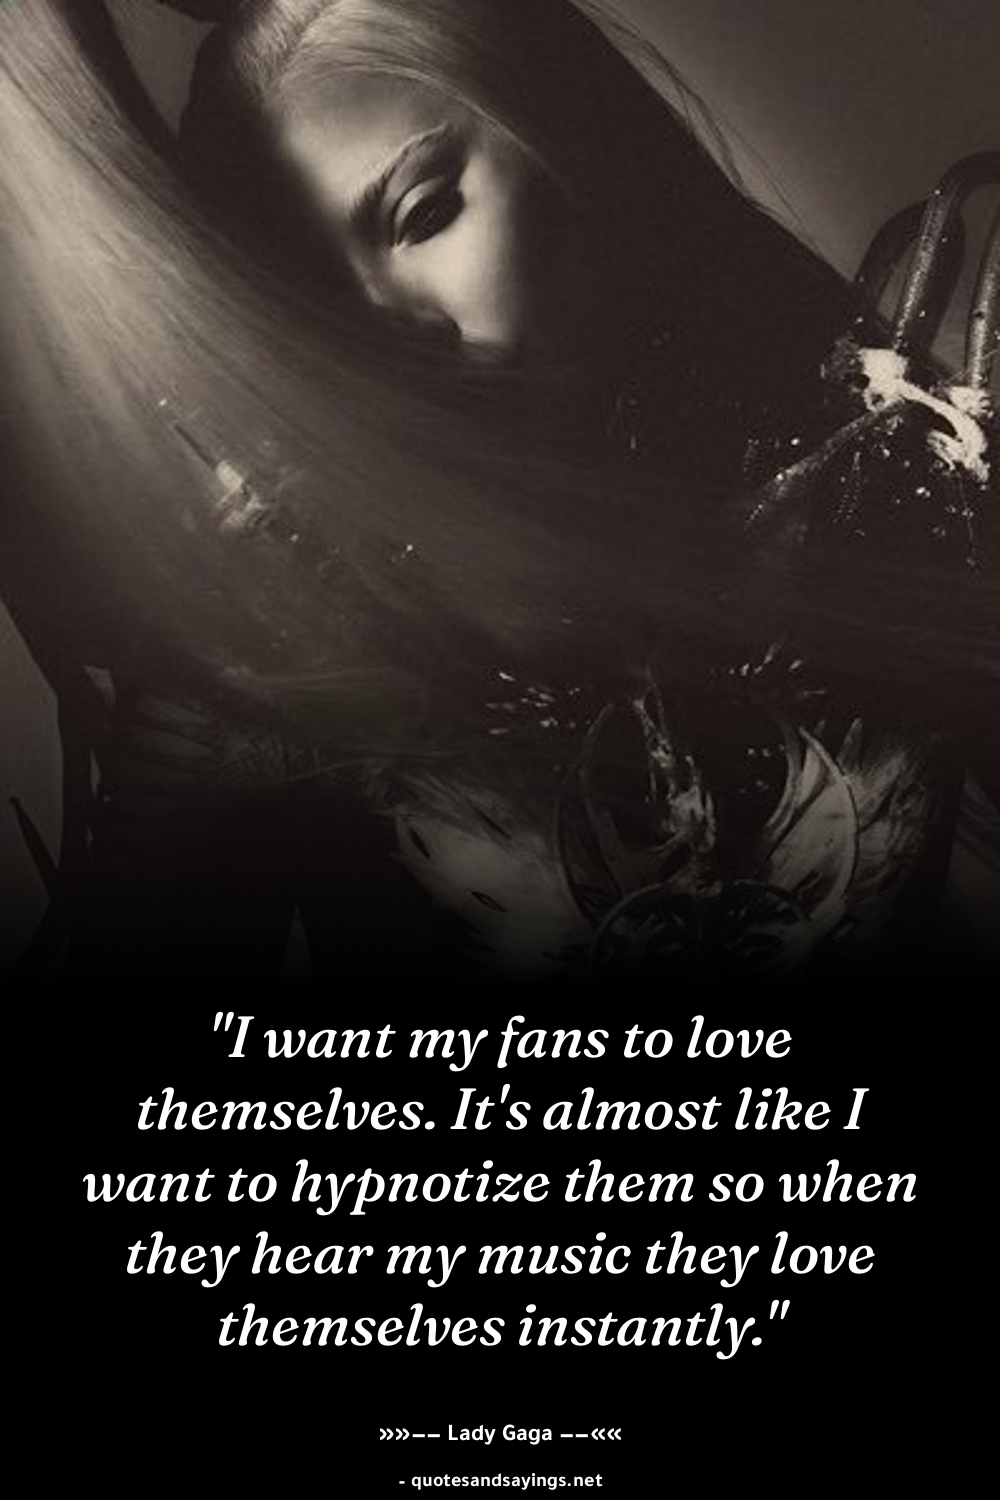 "I want my fans to love
themselves. It's almost like I
want to hypnotize them so when
they hear my music they love
themselves instantly."
»»–– Lady Gaga ––««
- quotesandsayings.net